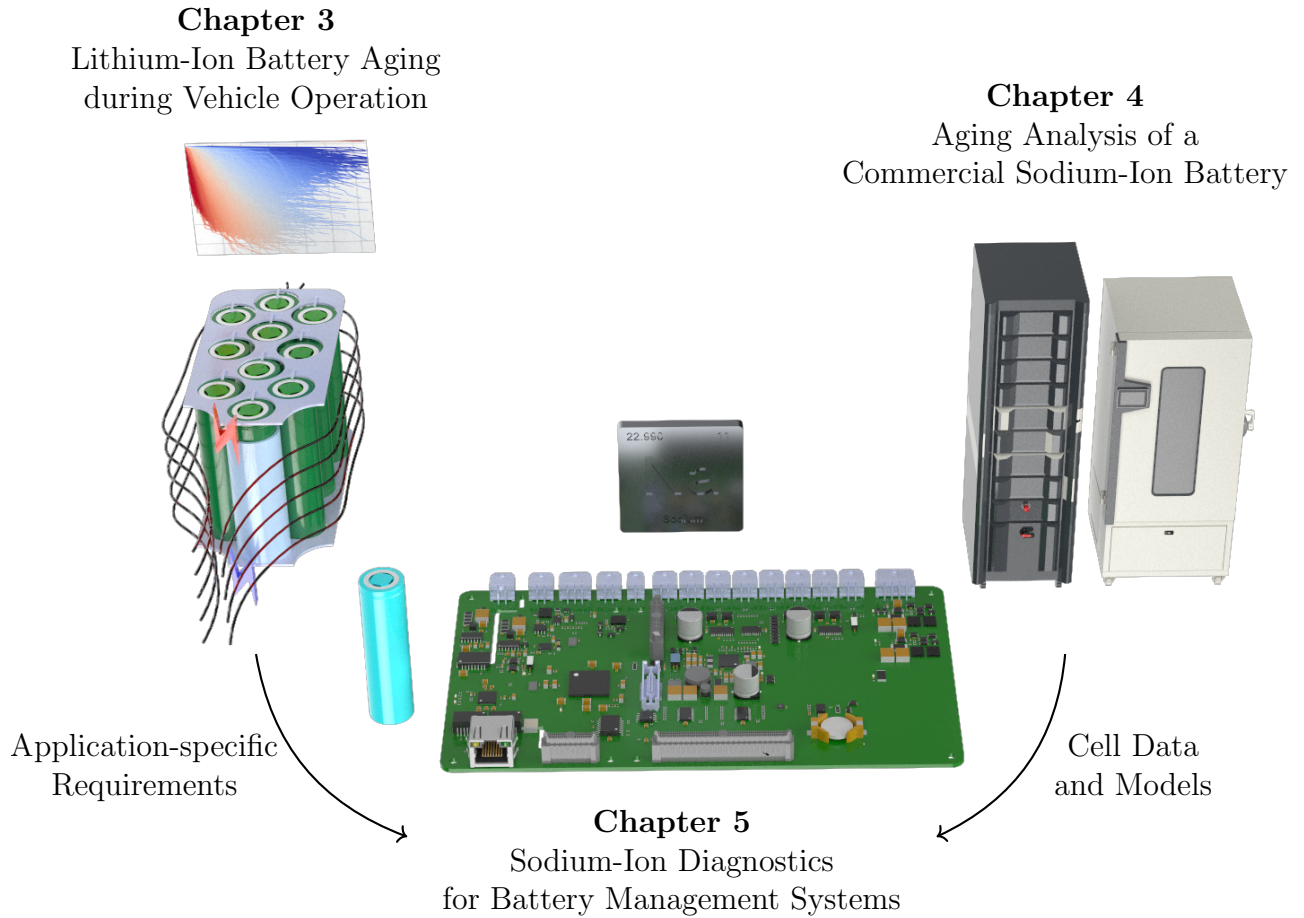 Chapter 3
Lithium-Ion Battery Aging
during Vehicle Operation
Chapter 4
Aging Analysis of a
Commercial Sodium-Ion Battery
22.990
11
Application-specific
Requirements
Cell Data
and Models
Chapter 5
Sodium-Ion Diagnostics
for Battery Management Systems